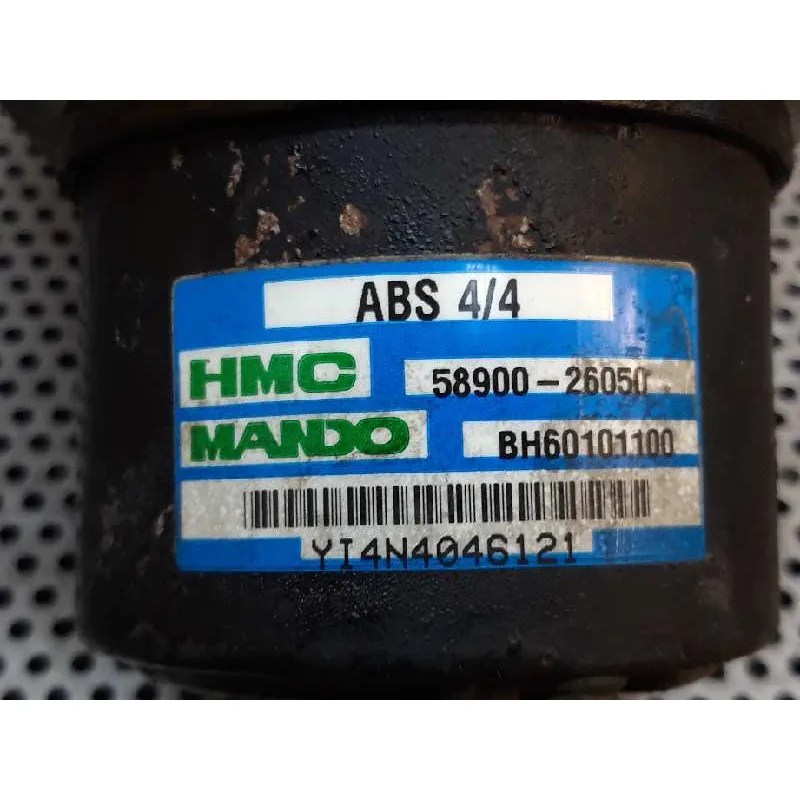 ABS 4/4
HMC 58900-26050
MANDO BH60101100
YI4N4046121